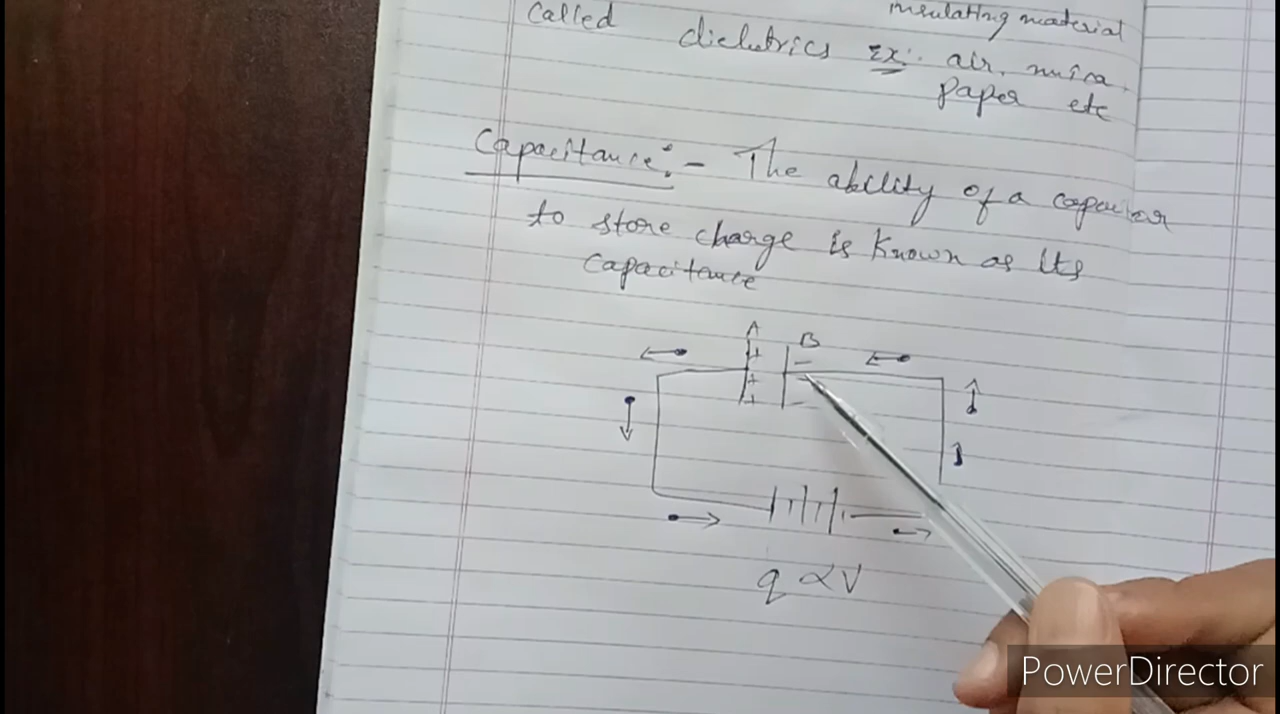 insulating material
called dielutrics Ex:- air, mica,
paper etc
Capacitance:- The ability of a capacitor
to store charge is known as its
capacitance
A
B
q ∝ V
PowerDirector